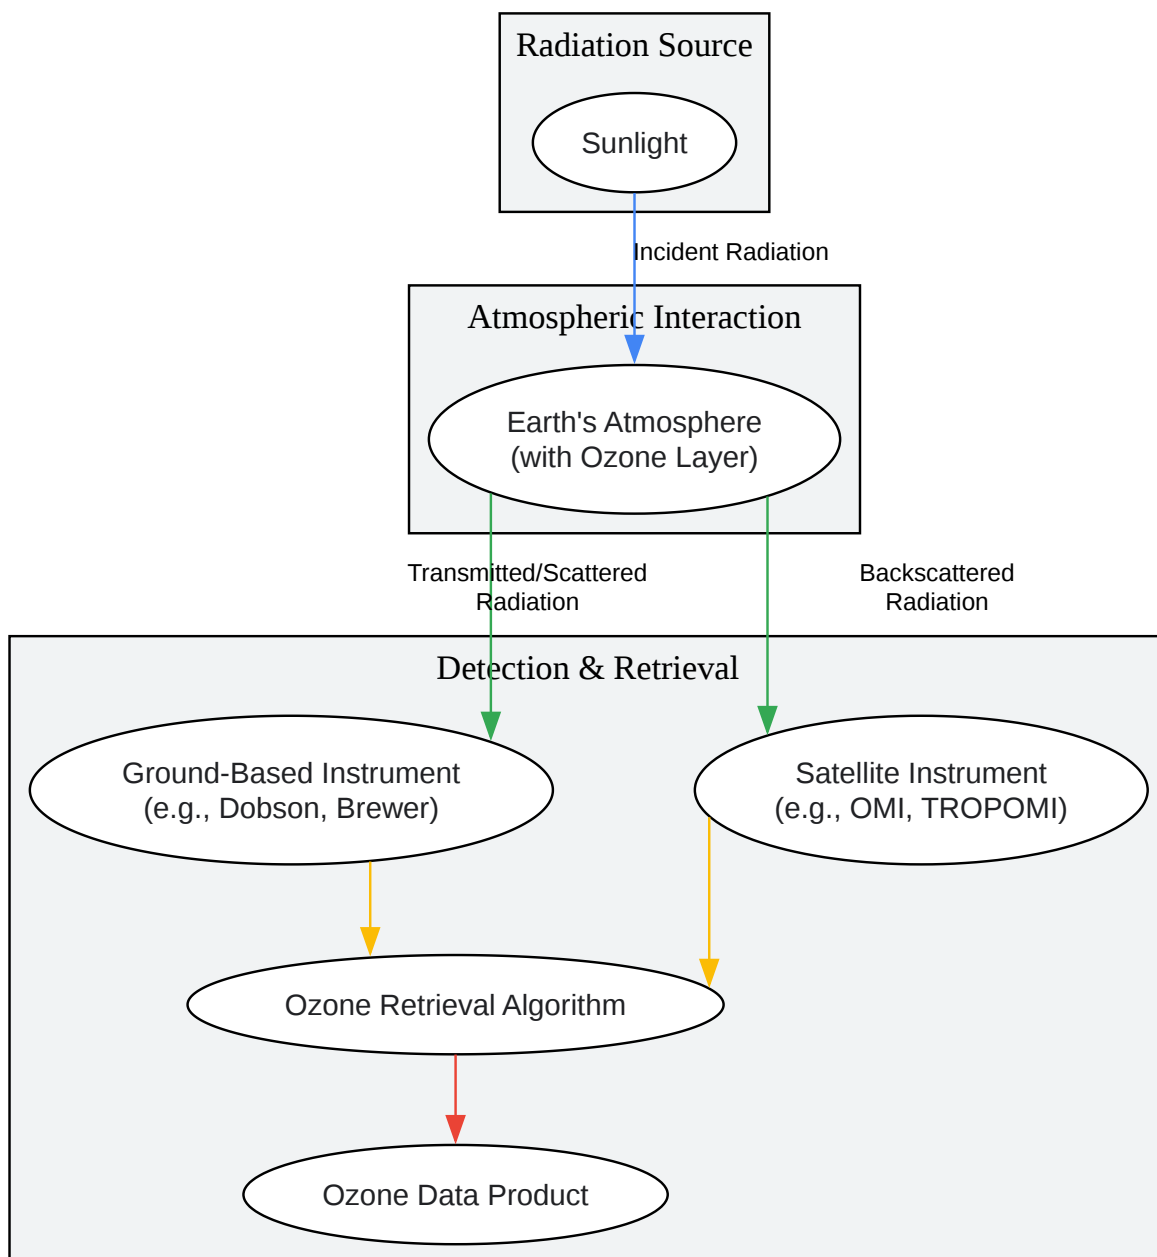 Radiation Source
Sunlight
Incident Radiation
Atmospheric Interaction
Earth's Atmosphere
(with Ozone Layer)
Transmitted/Scattered
Radiation
Backscattered
Radiation
Detection & Retrieval
Ground-Based Instrument
(e.g., Dobson, Brewer)
Satellite Instrument
(e.g., OMI, TROPOMI)
Ozone Retrieval Algorithm
Ozone Data Product